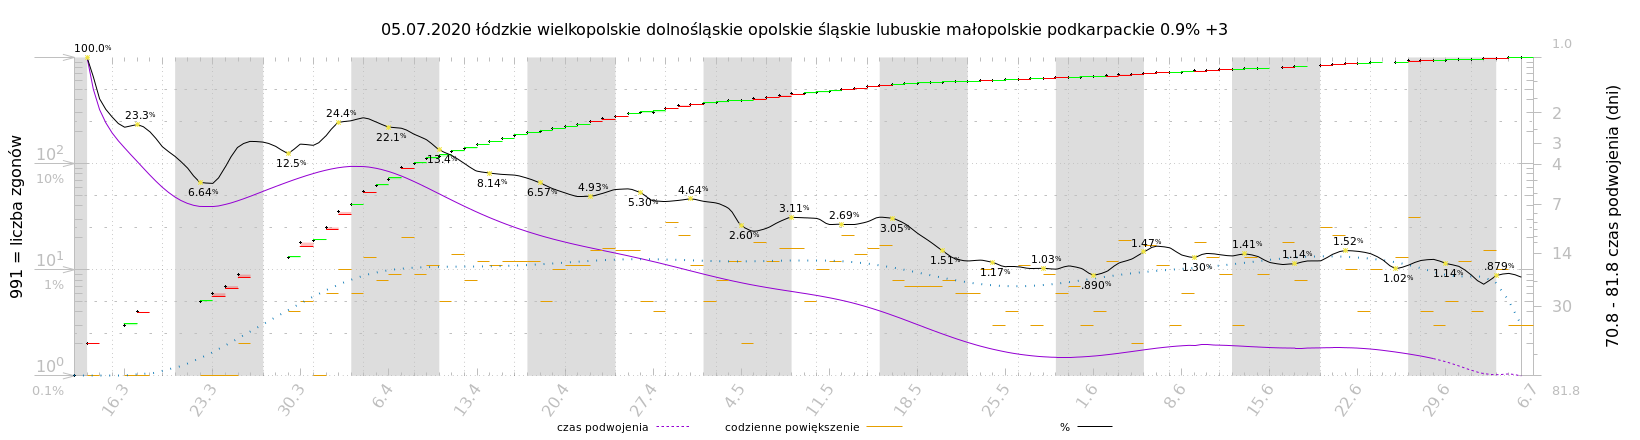 05.07.2020 łódzkie wielkopolskie dolnośląskie opolskie śląskie lubuskie małopolskie podkarpackie 0.9% +3
991 = liczba zgonów
10² 10% 10¹ 1% 10⁰ 0.1%
100.0% 23.3% 6.64% 12.5% 24.4% 22.1% 13.4% 8.14% 6.57% 4.93% 5.30% 4.64% 2.60% 3.11% 2.69% 3.05% 1.51% 1.17% 1.03% .890% 1.47% 1.30% 1.41% 1.14% 1.52% 1.02% 1.14% .879%
1.0 2 3 4 7 14 30 81.8
70.8 - 81.8 czas podwojenia (dni)
16.3 23.3 30.3 6.4 13.4 20.4 27.4 4.5 11.5 18.5 25.5 1.6 8.6 15.6 22.6 29.6 6.7
czas podwojenia codzienne powiększenie %